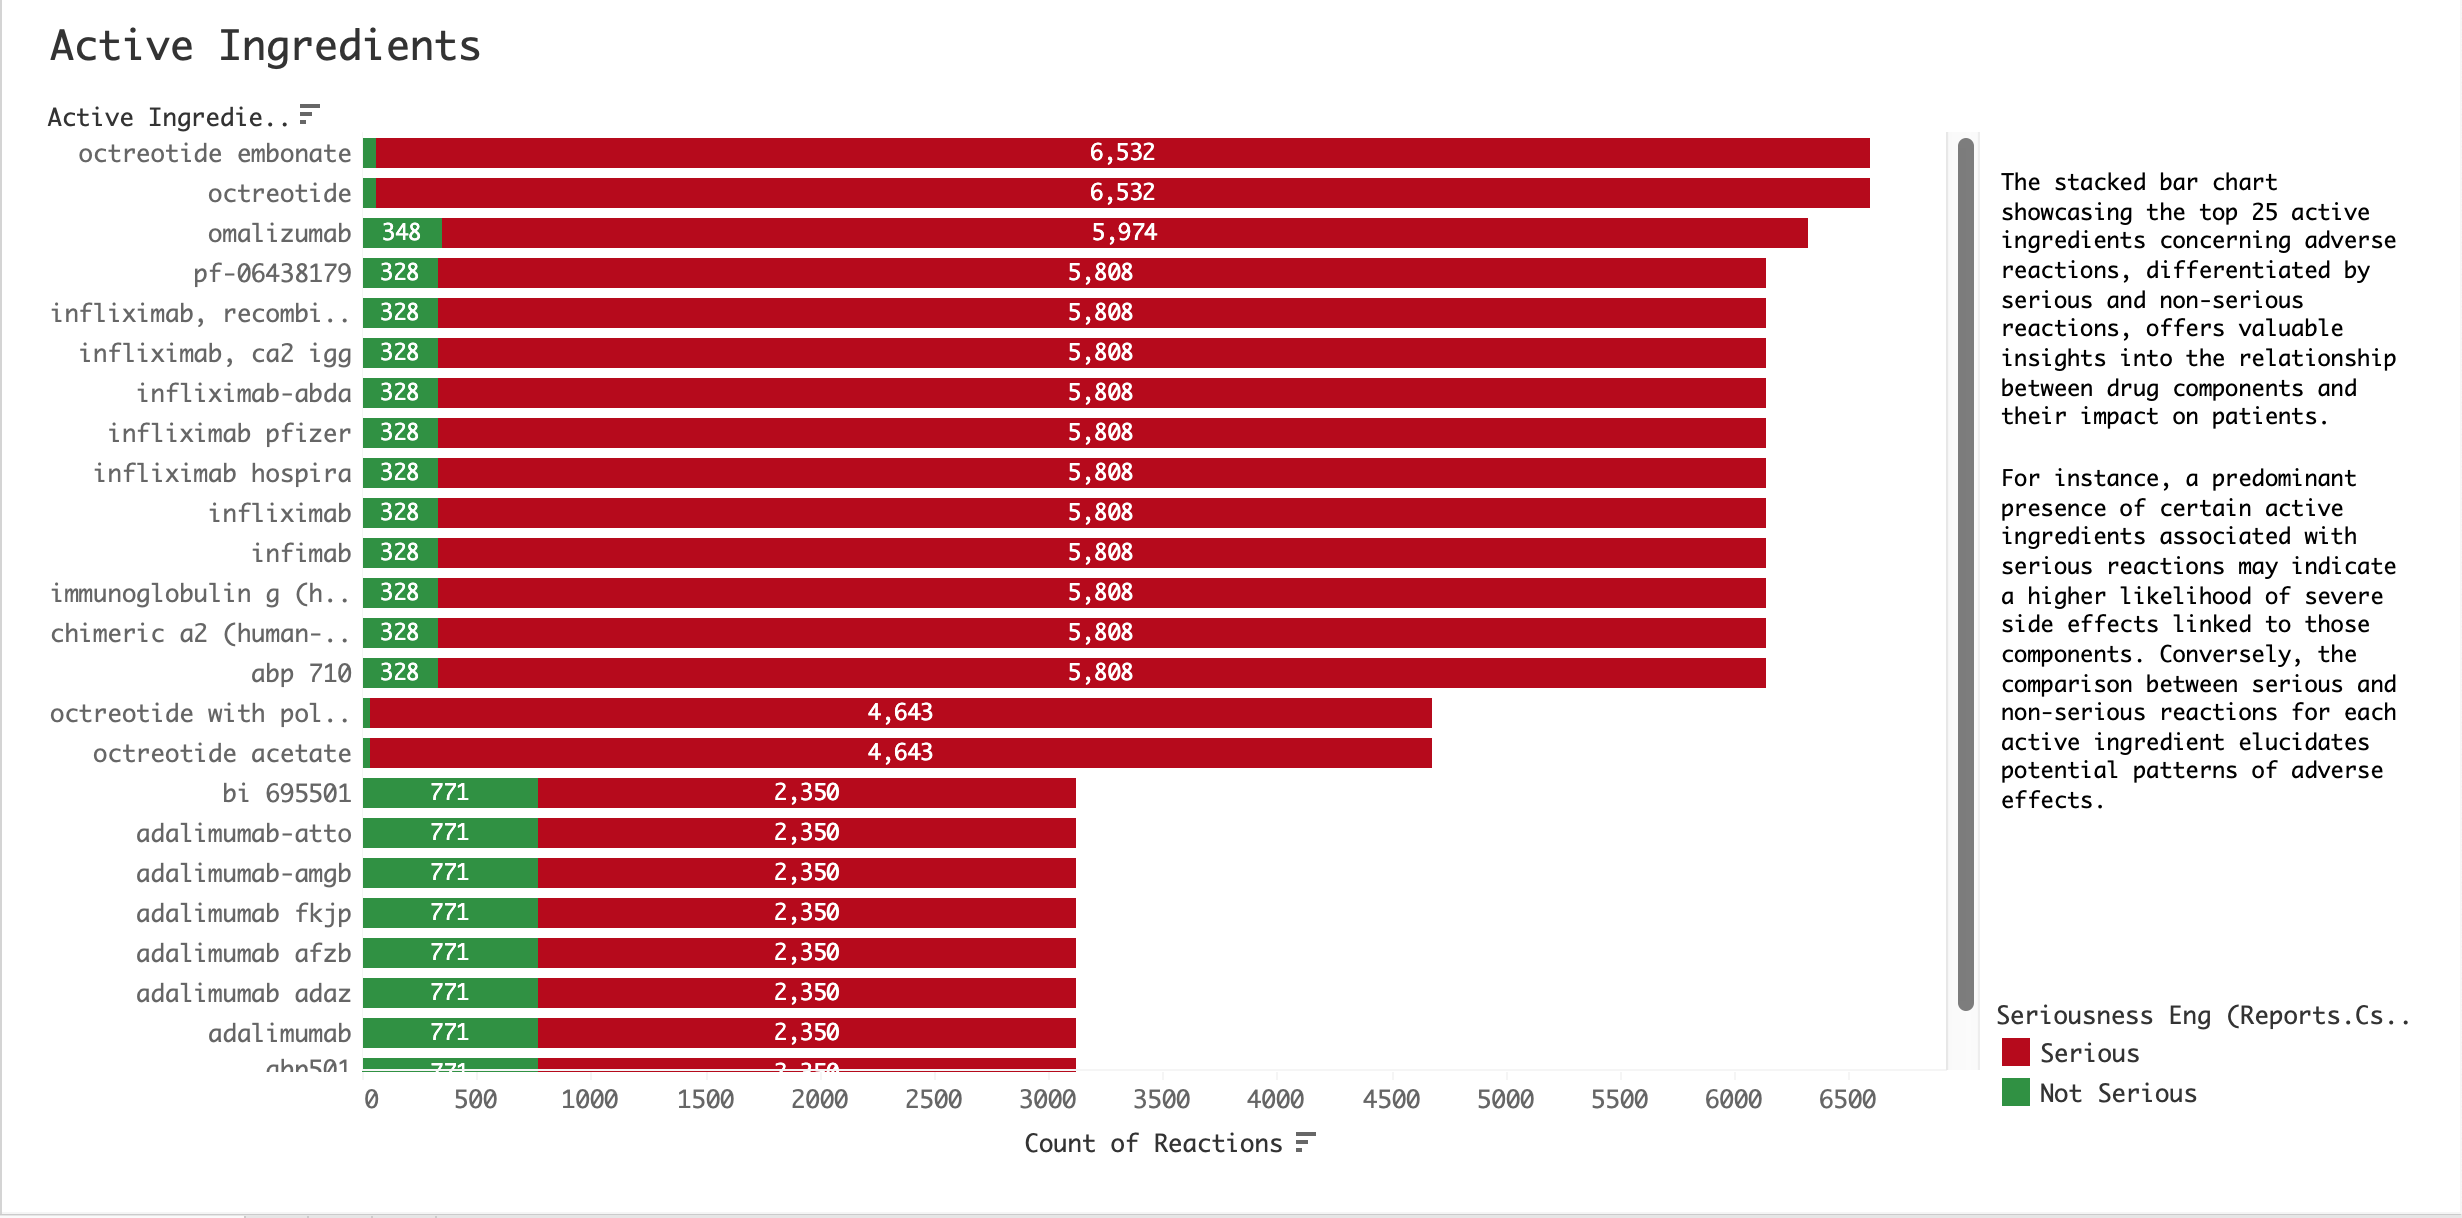 Active Ingredients
Active Ingredie..
octreotide embonate 6,532
octreotide 6,532
omalizumab 348 5,974
pf-06438179 328 5,808
infliximab, recombi.. 328 5,808
infliximab, ca2 igg 328 5,808
infliximab-abda 328 5,808
infliximab pfizer 328 5,808
infliximab hospira 328 5,808
infliximab 328 5,808
infimab 328 5,808
immunoglobulin g (h.. 328 5,808
chimeric a2 (human-.. 328 5,808
abp 710 328 5,808
octreotide with pol.. 4,643
octreotide acetate 4,643
bi 695501 771 2,350
adalimumab-atto 771 2,350
adalimumab-amgb 771 2,350
adalimumab fkjp 771 2,350
adalimumab afzb 771 2,350
adalimumab adaz 771 2,350
adalimumab 771 2,350
abp501 771 2,350
0 500 1000 1500 2000 2500 3000 3500 4000 4500 5000 5500 6000 6500
Count of Reactions
The stacked bar chart
showcasing the top 25 active
ingredients concerning adverse
reactions, differentiated by
serious and non-serious
reactions, offers valuable
insights into the relationship
between drug components and
their impact on patients.
For instance, a predominant
presence of certain active
ingredients associated with
serious reactions may indicate
a higher likelihood of severe
side effects linked to those
components. Conversely, the
comparison between serious and
non-serious reactions for each
active ingredient elucidates
potential patterns of adverse
effects.
Seriousness Eng (Reports.Cs..
Serious
Not Serious